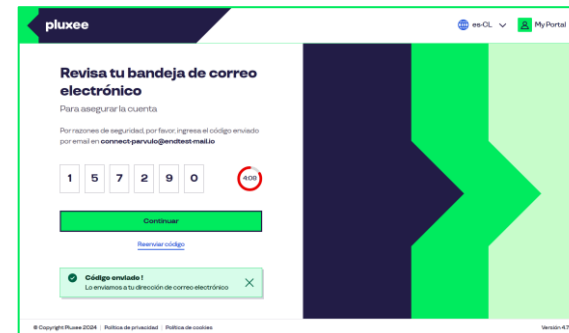 pluxee
es-CL
My Portal
Revisa tu bandeja de correo
electrónico
Para asegurar la cuenta
Por razones de seguridad, por favor, ingresa el código enviado
por email en connect-parvulo@endtest-mail.io
1 5 7 2 9 0
4:09
Continuar
Reenviar código
Código enviado !
Lo enviamos a tu dirección de correo electrónico
© Copyright Pluxee 2024 | Política de privacidad | Política de cookies